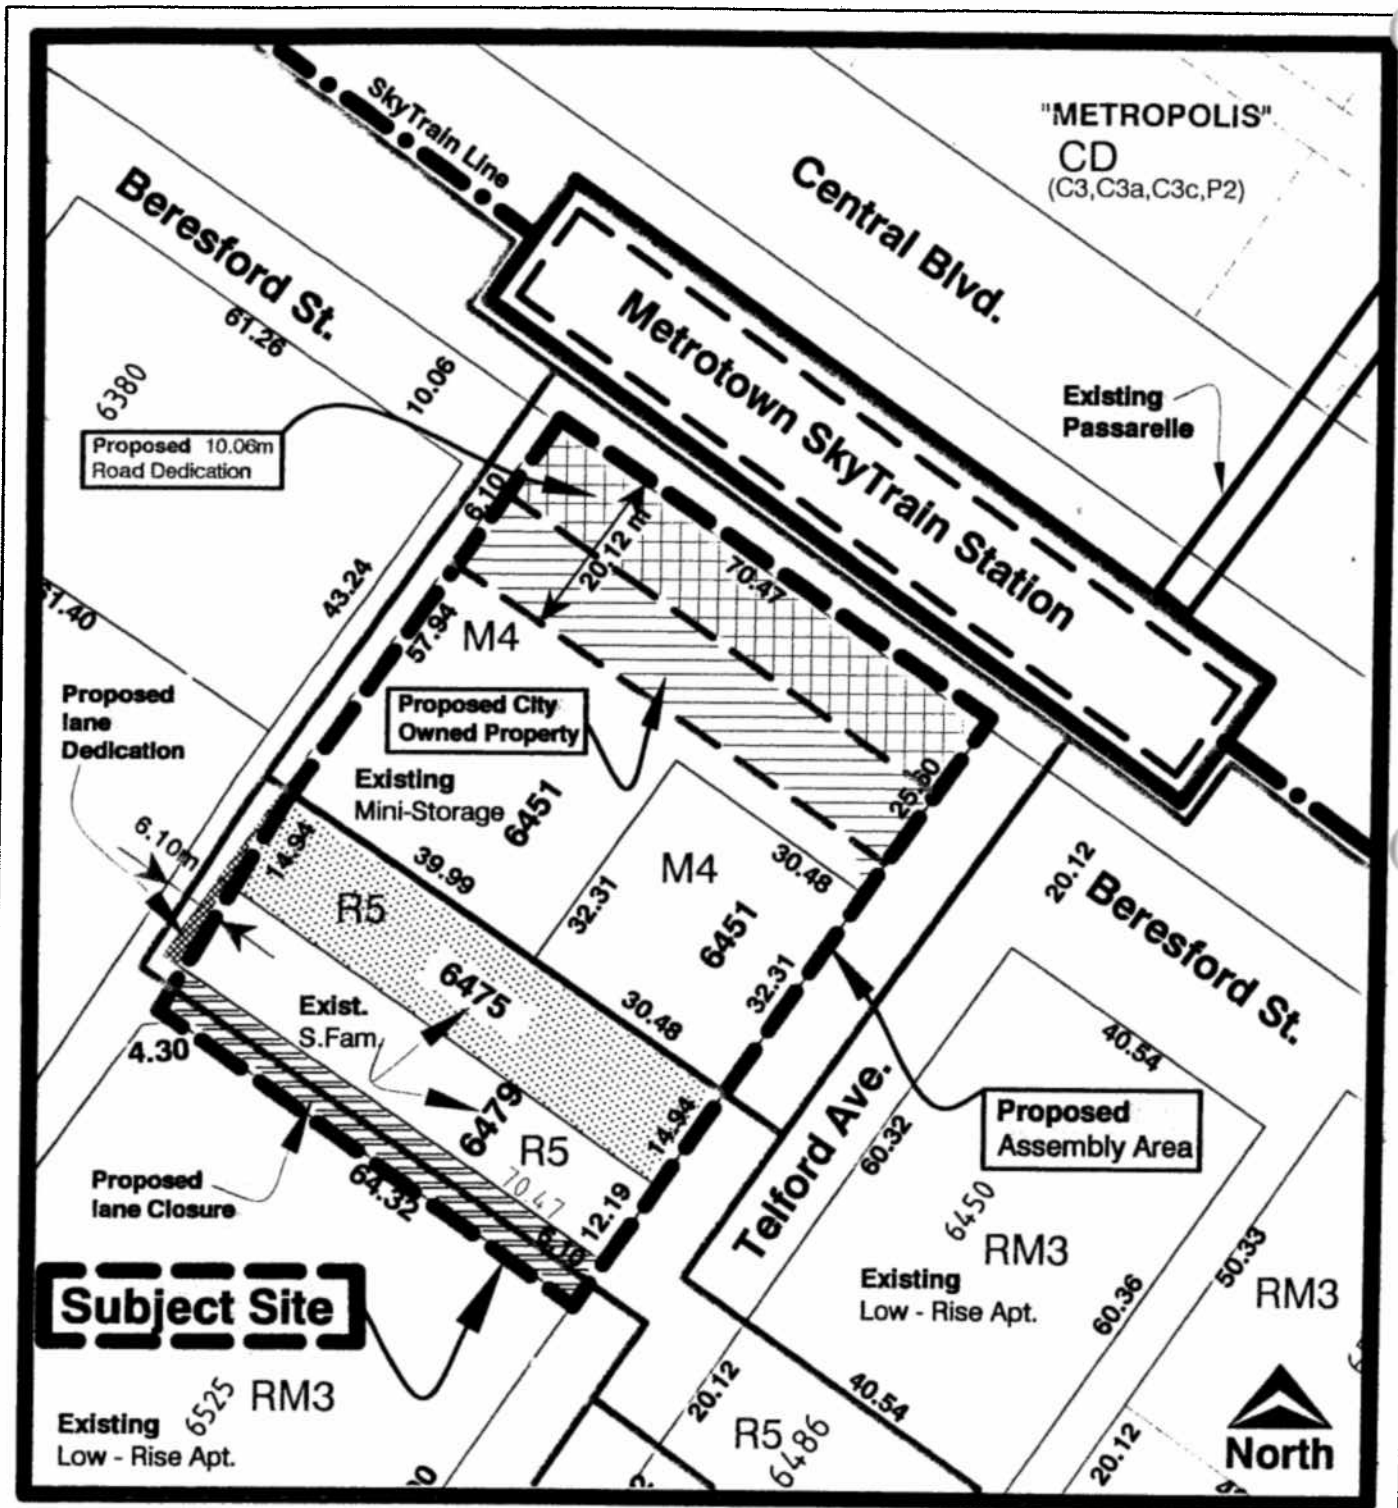 SkyTrain Line
"METROPOLIS"
CD
(C3,C3a,C3c,P2)
Central Blvd.
Beresford St.
61.26
Metrotown SkyTrain Station
6380
10.06
Existing
Passarelle
Proposed 10.06m
Road Dedication
6.10
20.12 m
70.47
43.24
57.94
M4
Proposed
lane
Dedication
Proposed City
Owned Property
Existing
Mini-Storage
6451
25.60
6.10m
14.94
39.99
M4
30.48
20.12
Beresford St.
R5
32.31
6451
6475
32.31
Exist.
S.Fam.
30.48
4.30
40.54
6479
14.94
Telford Ave.
Proposed
Assembly Area
60.32
R5
70.47
Proposed
lane Closure
64.32
12.19
6.10
6450
RM3
50.33
RM3
Existing
Low - Rise Apt.
60.36
Subject Site
6525
RM3
Existing
Low - Rise Apt.
20.12
40.54
R5
6486
20.12
North